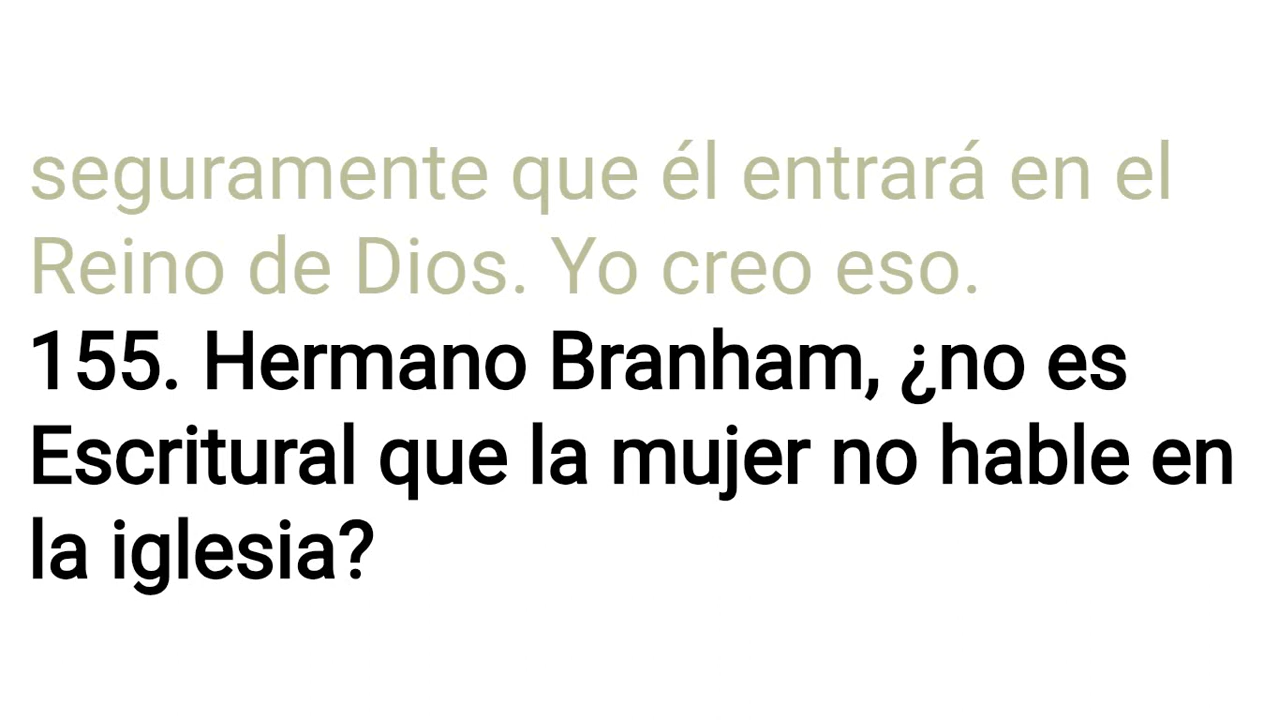 seguramente que él entrará en el
Reino de Dios. Yo creo eso.
155. Hermano Branham, ¿no es
Escritural que la mujer no hable en
la iglesia?